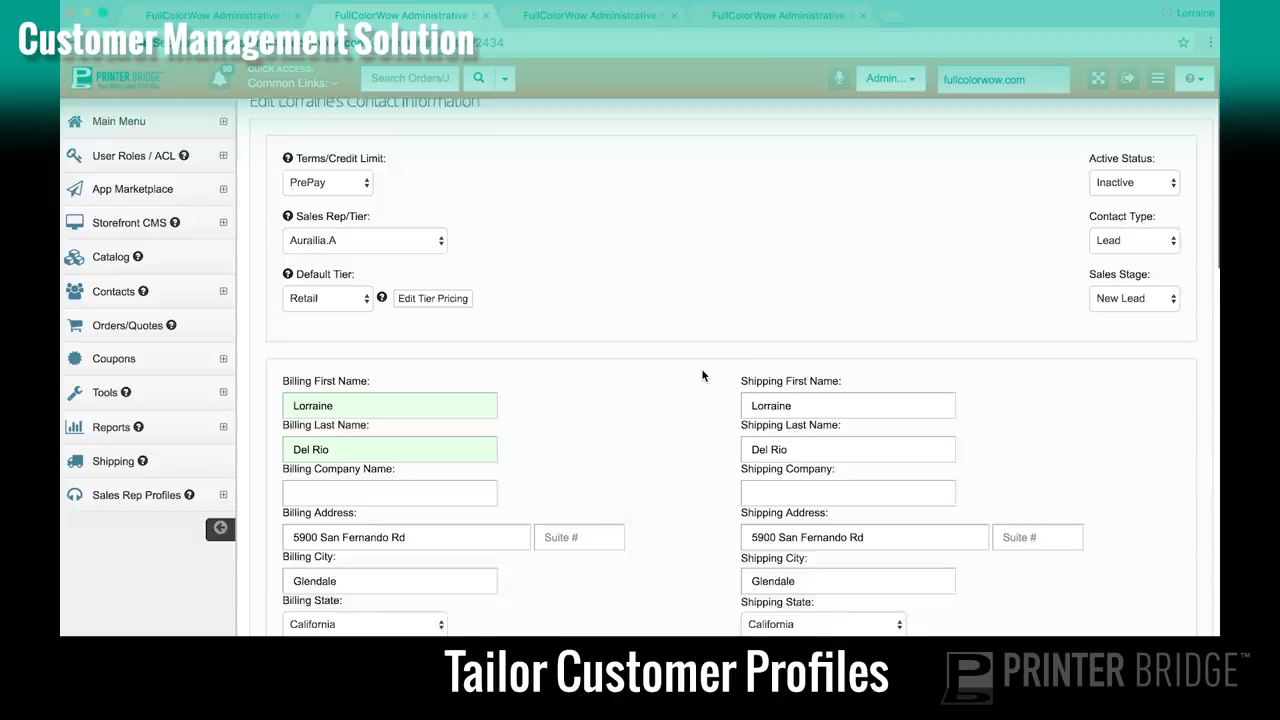 FullColorWow Administrative S
FullColorWow Administrative S
FullColorWow Administrative S
FullColorWow Administrative S
Lorraine
Customer Management Solution
2434
PRINTER BRIDGE
90
QUICK ACCESS:
Common Links:
Search Orders/J
Admin...
fullcolorwow.com
Edit Lorraine's Contact Information
Main Menu
User Roles / ACL
App Marketplace
Storefront CMS
Catalog
Contacts
Orders/Quotes
Coupons
Tools
Reports
Shipping
Sales Rep Profiles
Terms/Credit Limit:
PrePay
Sales Rep/Tier:
Aurailia.A
Default Tier:
Retail
Edit Tier Pricing
Active Status:
Inactive
Contact Type:
Lead
Sales Stage:
New Lead
Billing First Name:
Lorraine
Billing Last Name:
Del Rio
Billing Company Name:
Billing Address:
5900 San Fernando Rd Suite #
Billing City:
Glendale
Billing State:
California
Shipping First Name:
Lorraine
Shipping Last Name:
Del Rio
Shipping Company:
Shipping Address:
5900 San Fernando Rd Suite #
Shipping City:
Glendale
Shipping State:
California
Tailor Customer Profiles
PRINTER BRIDGE™